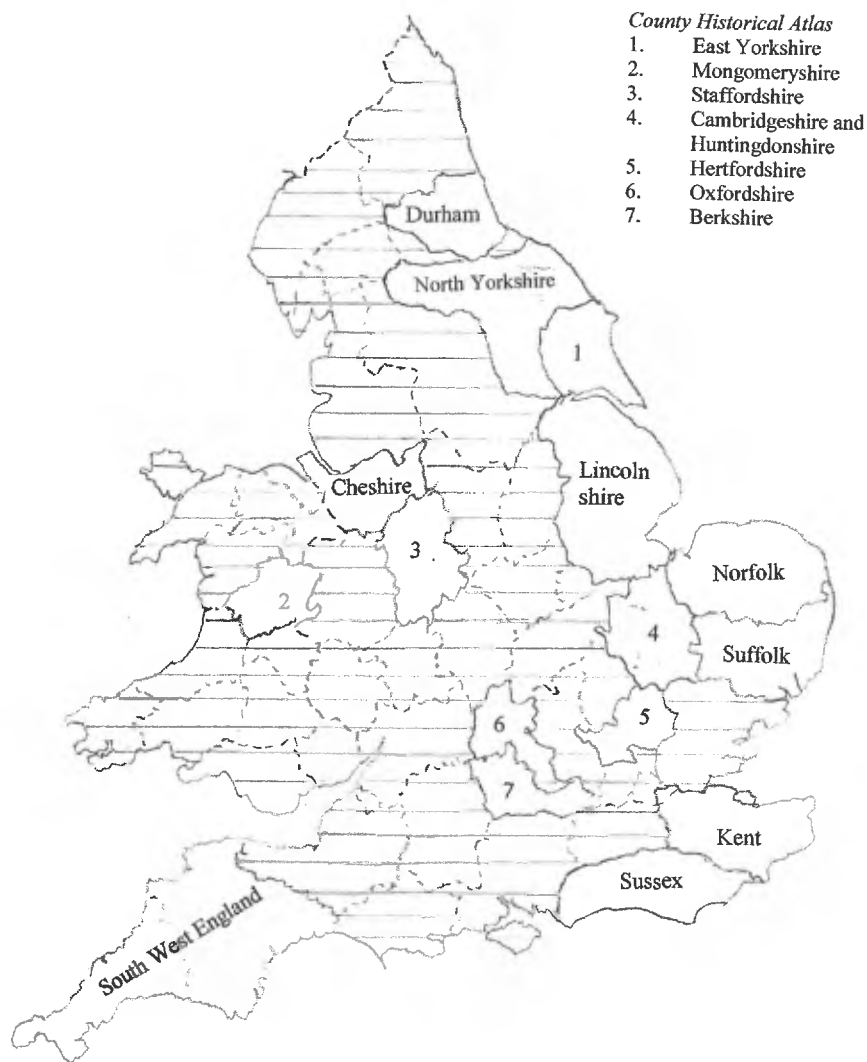 County Historical Atlas
1. East Yorkshire
2. Mongomeryshire
3. Staffordshire
4. Cambridgeshire and
Huntingdonshire
5. Hertfordshire
6. Oxfordshire
7. Berkshire
Durham
North Yorkshire
1
Lincoln
shire
Cheshire
3
Norfolk
2
4
Suffolk
5
6
7
Kent
Sussex
South West England